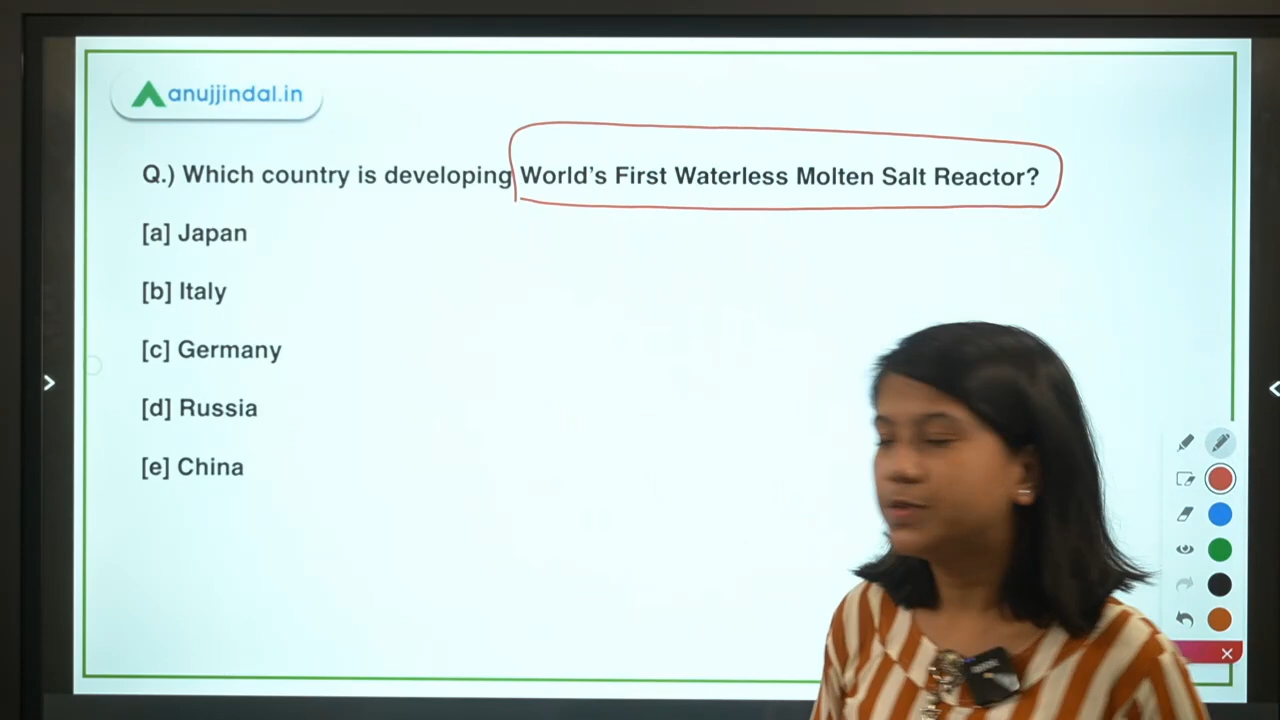 anujjindal.in
Q.) Which country is developing World's First Waterless Molten Salt Reactor?
[a] Japan
[b] Italy
[c] Germany
[d] Russia
[e] China